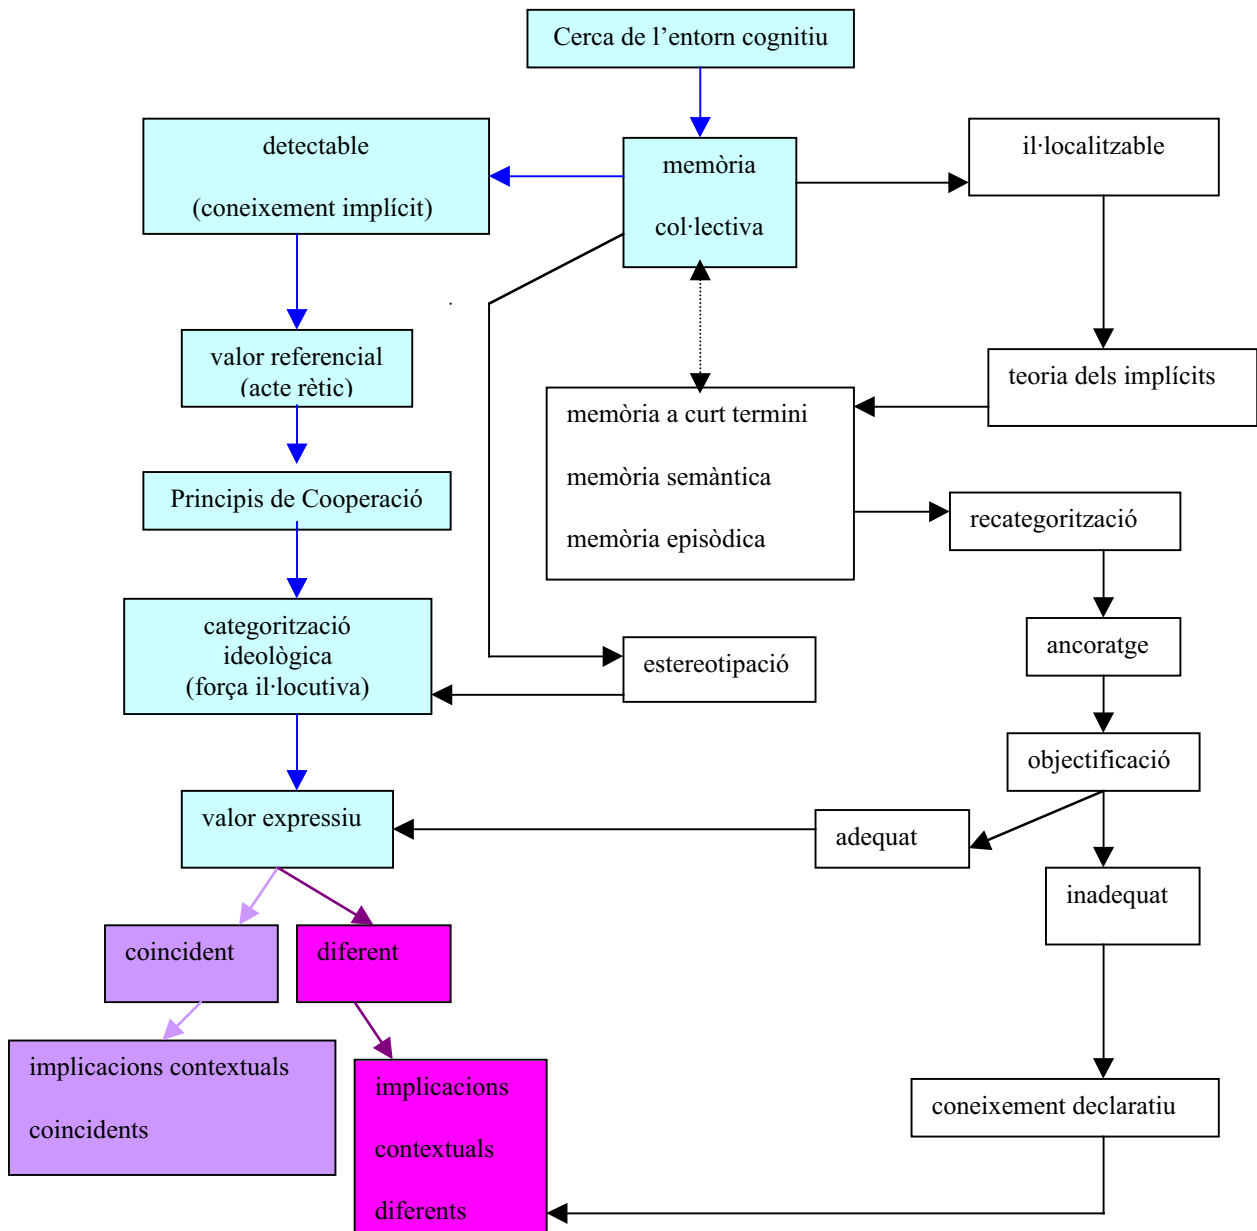 Cerca de l’entorn cognitiu
detectable
(coneixement implícit)
memòria
col·lectiva
il·localitzable
valor referencial
(acte rètic)
teoria dels implícits
memòria a curt termini
memòria semàntica
memòria episòdica
Principis de Cooperació
recategorització
categorització
ideològica
(força il·locutiva)
estereotipació
ancoratge
objectificació
valor expressiu
adequat
inadequat
coincident
diferent
implicacions contextuals
coincidents
implicacions
contextuals
diferents
coneixement declaratiu